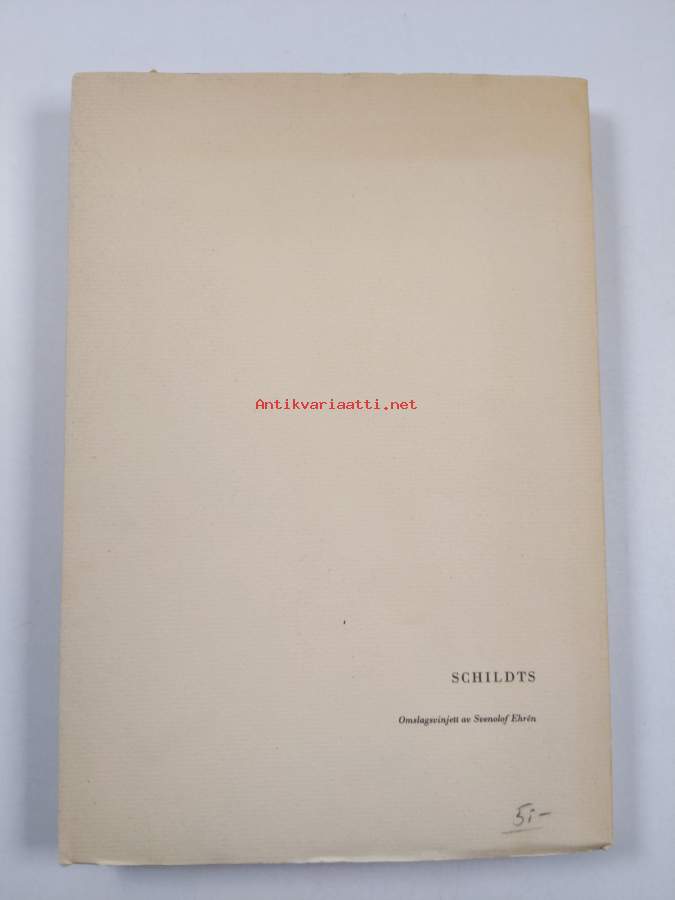 Antikvariaatti.net
SCHILDTS
Omslagsvinjett av Svenolof Ehrén
5:-